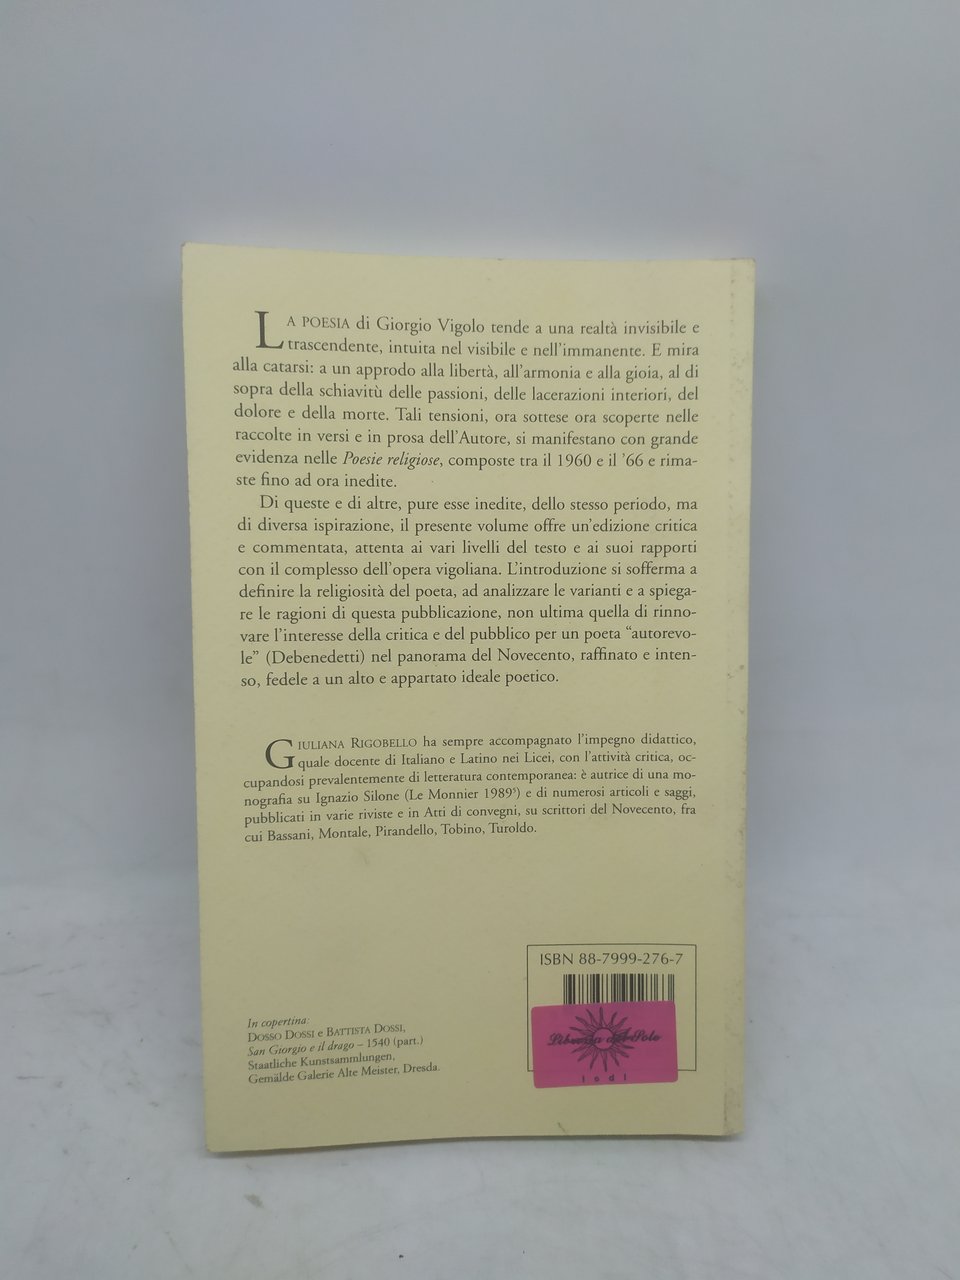 LA POESIA di Giorgio Vigolo tende a una realtà invisibile e
trascendente, intuita nel visibile e nell'immanente. E mira
alla catarsi: a un approdo alla libertà, all'armonia e alla gioia, al di
sopra della schiavitù delle passioni, delle lacerazioni interiori, del
dolore e della morte. Tali tensioni, ora sottese ora scoperte nelle
raccolte in versi e in prosa dell'Autore, si manifestano con grande
evidenza nelle Poesie religiose, composte tra il 1960 e il '66 e rima-
ste fino ad ora inedite.
Di queste e di altre, pure esse inedite, dello stesso periodo, ma
di diversa ispirazione, il presente volume offre un'edizione critica
e commentata, attenta ai vari livelli del testo e ai suoi rapporti
con il complesso dell'opera vigoliana. L'introduzione si sofferma a
definire la religiosità del poeta, ad analizzare le varianti e a spiega-
re le ragioni di questa pubblicazione, non ultima quella di rinno-
vare l'interesse della critica e del pubblico per un poeta “autorevo-
le” (Debenedetti) nel panorama del Novecento, raffinato e inten-
so, fedele a un alto e appartato ideale poetico.
GIULIANA RIGOBELLO ha sempre accompagnato l'impegno didattico,
quale docente di Italiano e Latino nei Licei, con l'attività critica, oc-
cupandosi prevalentemente di letteratura contemporanea: è autrice di una mo-
nografia su Ignazio Silone (Le Monnier 1989⁵) e di numerosi articoli e saggi,
pubblicati in varie riviste e in Atti di convegni, su scrittori del Novecento, fra
cui Bassani, Montale, Pirandello, Tobino, Turoldo.
ISBN 88-7999-276-7
In copertina:
DOSSO DOSSI e BATTISTA DOSSI,
San Giorgio e il drago – 1540 (part.)
Staatliche Kunstsammlungen,
Gemälde Galerie Alte Meister, Dresda.
Libreria del Sole
lodi